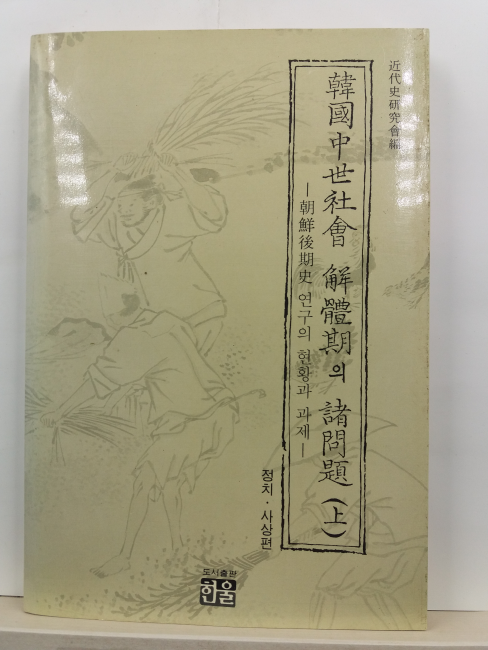 近代史硏究會編
韓國中世社會 解體期의 諸問題(上)
―朝鮮後期史 연구의 현황과 과제―
정치·사상편
도서출판
한울